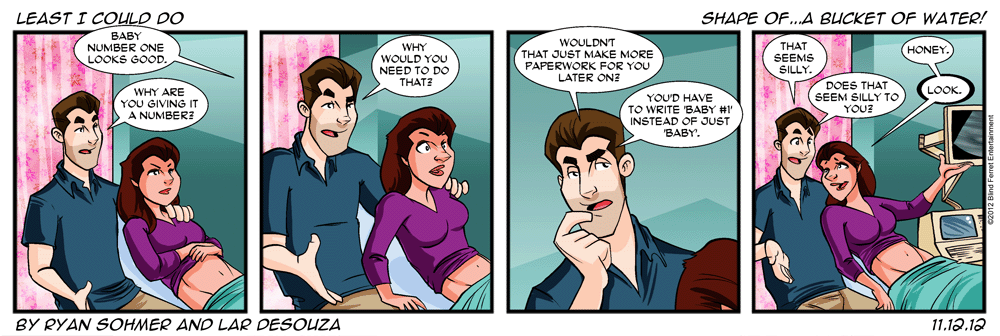 LEAST I COULD DO
SHAPE OF...A BUCKET OF WATER!
BABY
NUMBER ONE
LOOKS GOOD.
WHY ARE
YOU GIVING IT
A NUMBER?
WHY
WOULD YOU
NEED TO DO
THAT?
WOULDN'T
THAT JUST MAKE MORE
PAPERWORK FOR YOU
LATER ON?
YOU'D HAVE
TO WRITE 'BABY #1'
INSTEAD OF JUST
'BABY'.
THAT
SEEMS
SILLY.
DOES THAT
SEEM SILLY TO
YOU?
HONEY.
LOOK.
©2012 Blind Ferret Entertainment
BY RYAN SOHMER AND LAR DESOUZA
11.12.12